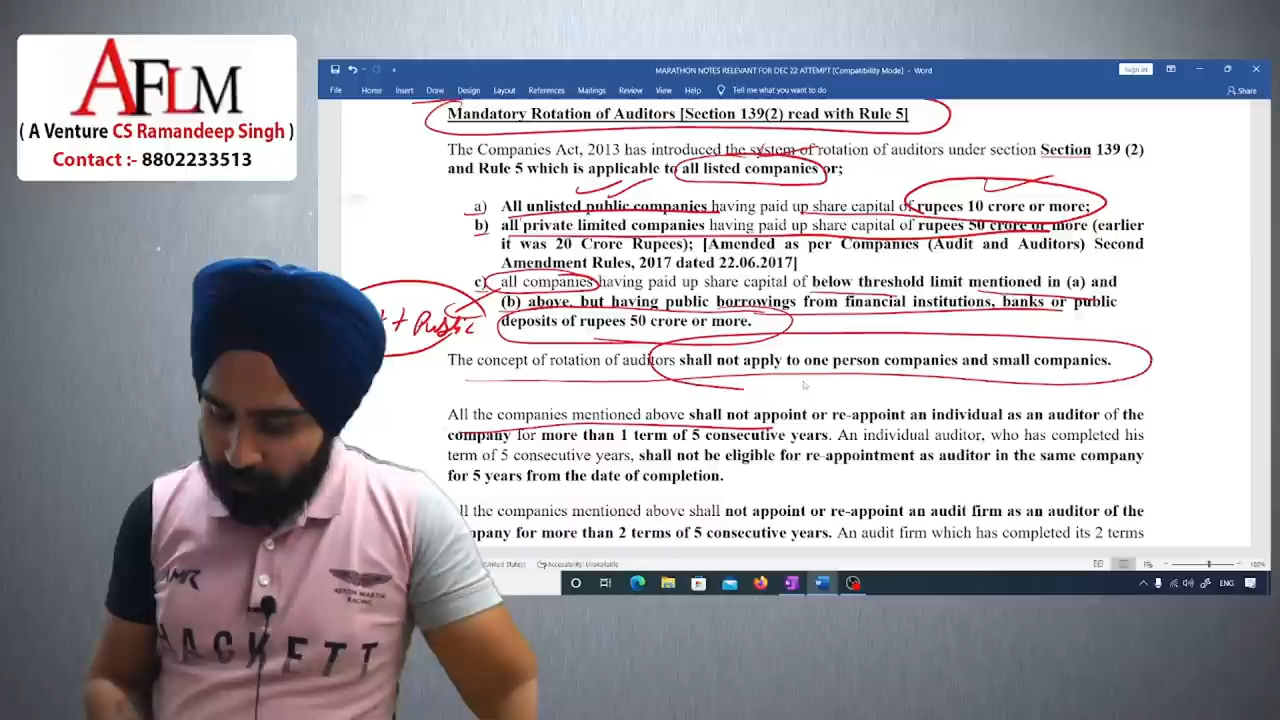 AFLM
( A Venture CS Ramandeep Singh )
Contact :- 8802233513
MARATHON NOTES RELEVANT FOR DEC 22 ATTEMPT [Compatibility Mode] - Word
Sign in
File Home Insert Draw Design Layout References Mailings Review View Help Tell me what you want to do
Share
Mandatory Rotation of Auditors [Section 139(2) read with Rule 5]
The Companies Act, 2013 has introduced the system of rotation of auditors under section Section 139 (2)
and Rule 5 which is applicable to all listed companies or;
a) All unlisted public companies having paid up share capital of rupees 10 crore or more;
b) all private limited companies having paid up share capital of rupees 50 crore or more (earlier
it was 20 Crore Rupees); [Amended as per Companies (Audit and Auditors) Second
Amendment Rules, 2017 dated 22.06.2017]
c) all companies having paid up share capital of below threshold limit mentioned in (a) and
(b) above, but having public borrowings from financial institutions, banks or public
+ Public
deposits of rupees 50 crore or more.
The concept of rotation of auditors shall not apply to one person companies and small companies.
All the companies mentioned above shall not appoint or re-appoint an individual as an auditor of the
company for more than 1 term of 5 consecutive years. An individual auditor, who has completed his
term of 5 consecutive years, shall not be eligible for re-appointment as auditor in the same company
for 5 years from the date of completion.
ll the companies mentioned above shall not appoint or re-appoint an audit firm as an auditor of the
mpany for more than 2 terms of 5 consecutive years. An audit firm which has completed its 2 terms
(United States) Accessibility: Unavailable
180%
ENG
AMR
ASTON MARTIN
RACING
HACKETT